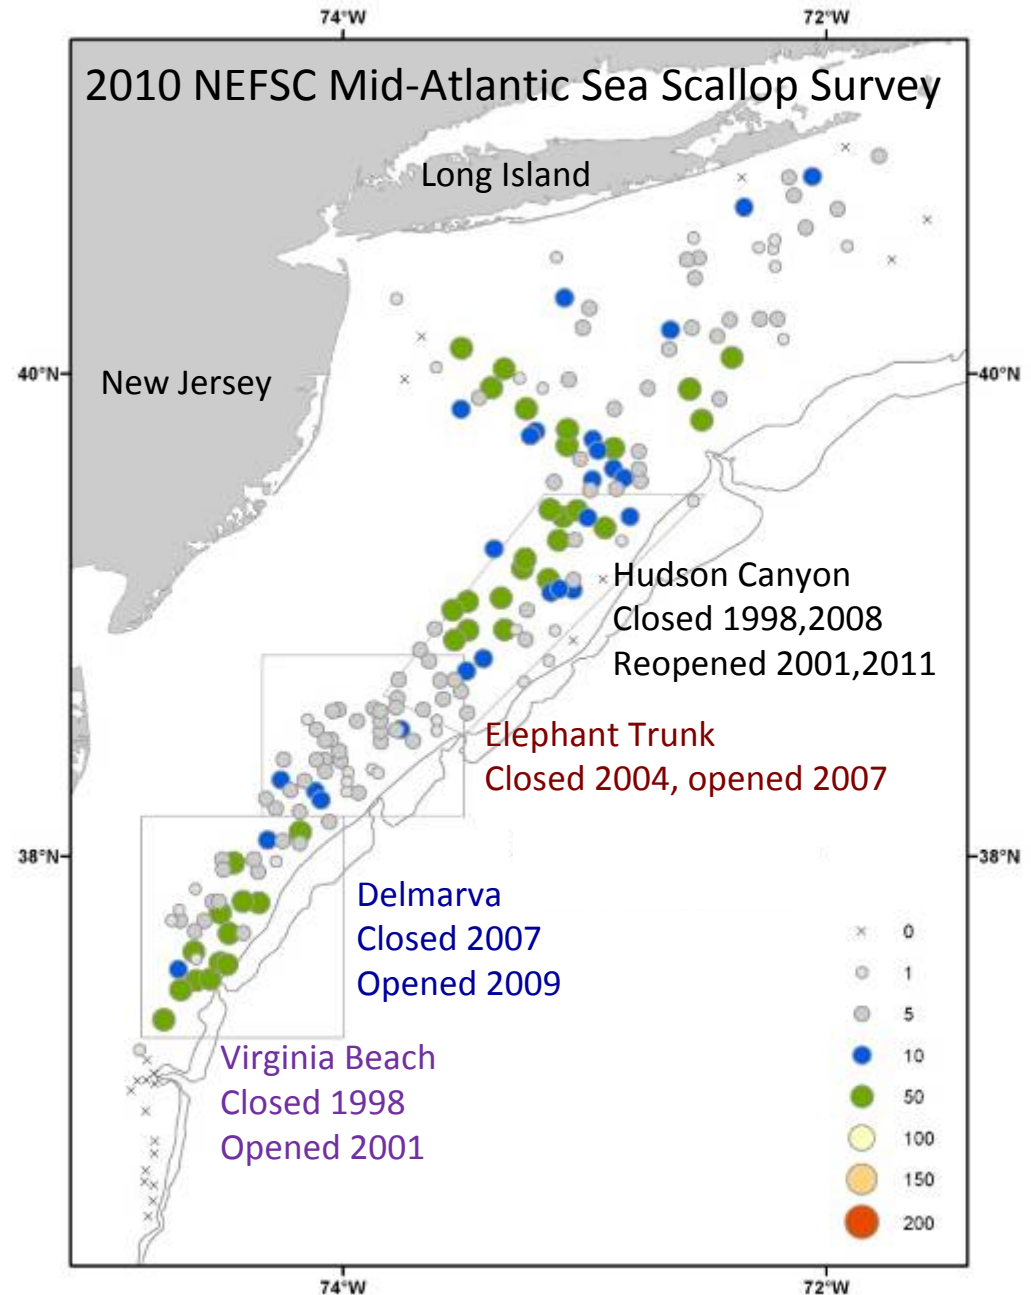 74°W 72°W
2010 NEFSC Mid-Atlantic Sea Scallop Survey
Long Island
40°N 40°N
New Jersey
Hudson Canyon
Closed 1998,2008
Reopened 2001,2011
Elephant Trunk
Closed 2004, opened 2007
38°N 38°N
Delmarva
Closed 2007
Opened 2009
Virginia Beach
Closed 1998
Opened 2001
0
1
5
10
50
100
150
200
74°W 72°W